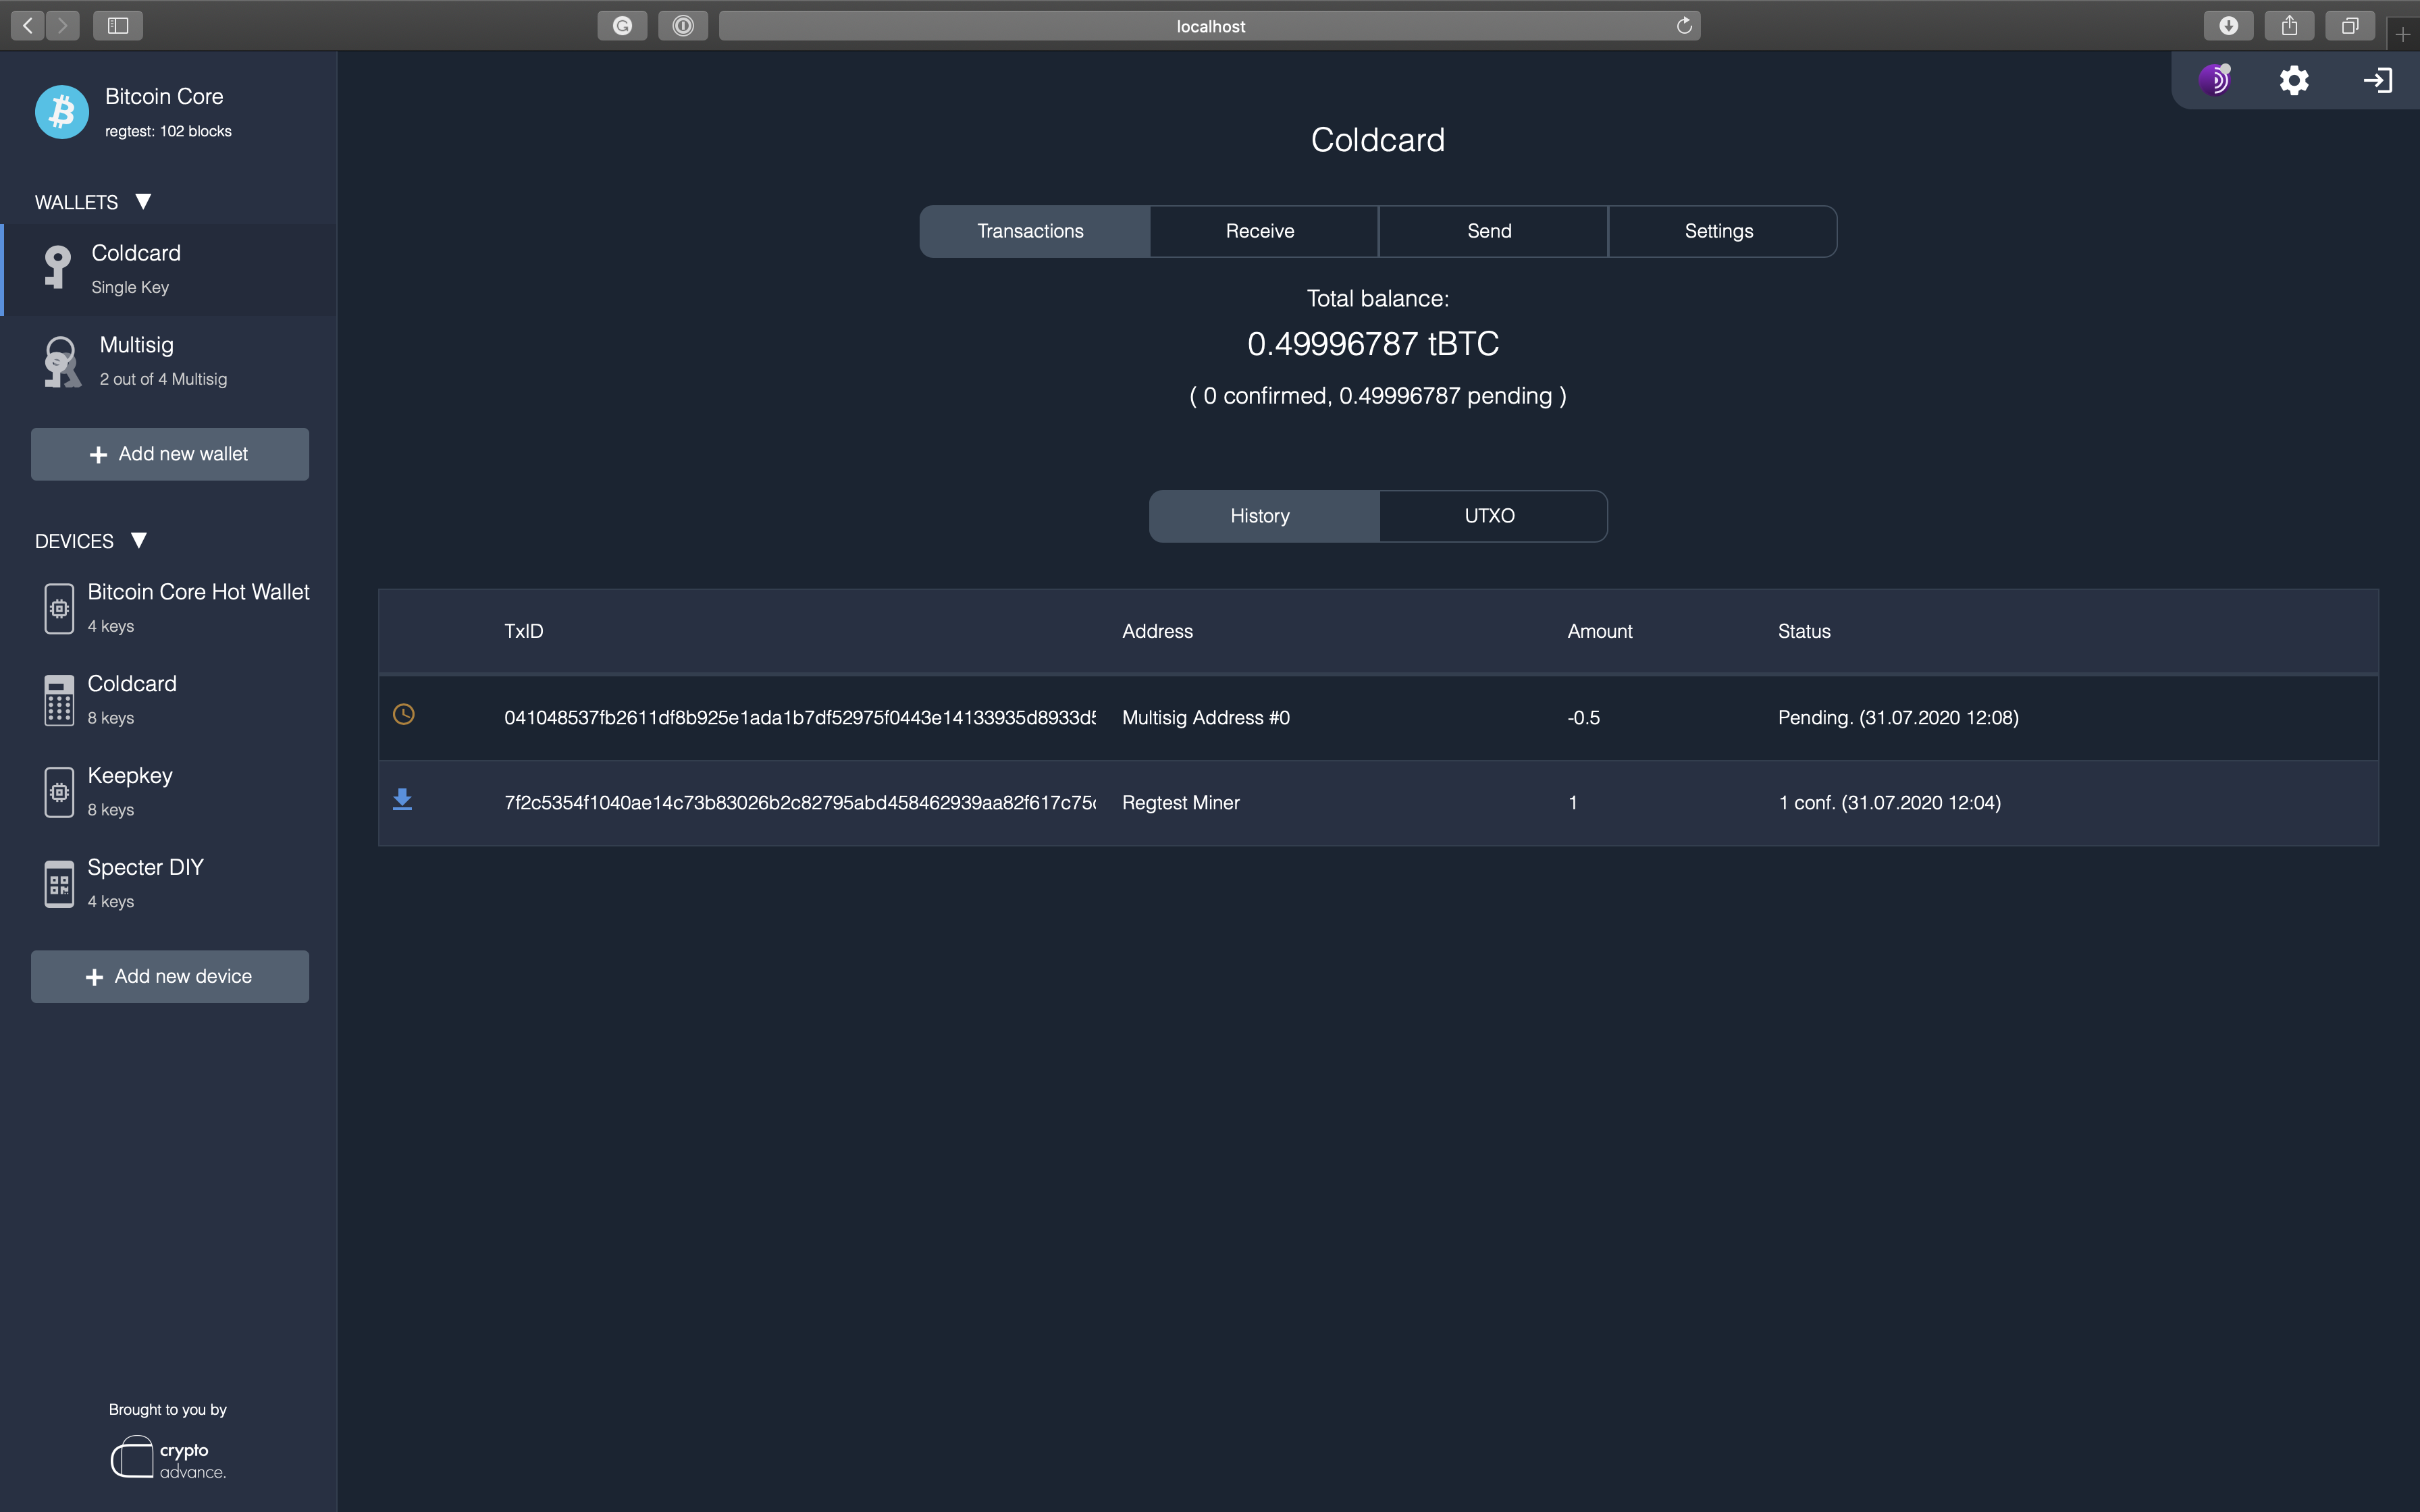 localhost
Bitcoin Core
regtest: 102 blocks
WALLETS
Coldcard
Single Key
Multisig
2 out of 4 Multisig
Add new wallet
DEVICES
Bitcoin Core Hot Wallet
4 keys
Coldcard
8 keys
Keepkey
8 keys
Specter DIY
4 keys
Add new device
Brought to you by
crypto
advance.
Coldcard
Transactions Receive Send Settings
Total balance:
0.49996787 tBTC
( 0 confirmed, 0.49996787 pending )
History UTXO
TxID Address Amount Status
041048537fb2611df8b925e1ada1b7df52975f0443e14133935d8933d Multisig Address #0 -0.5 Pending. (31.07.2020 12:08)
7f2c5354f1040ae14c73b83026b2c82795abd458462939aa82f617c75 Regtest Miner 1 1 conf. (31.07.2020 12:04)